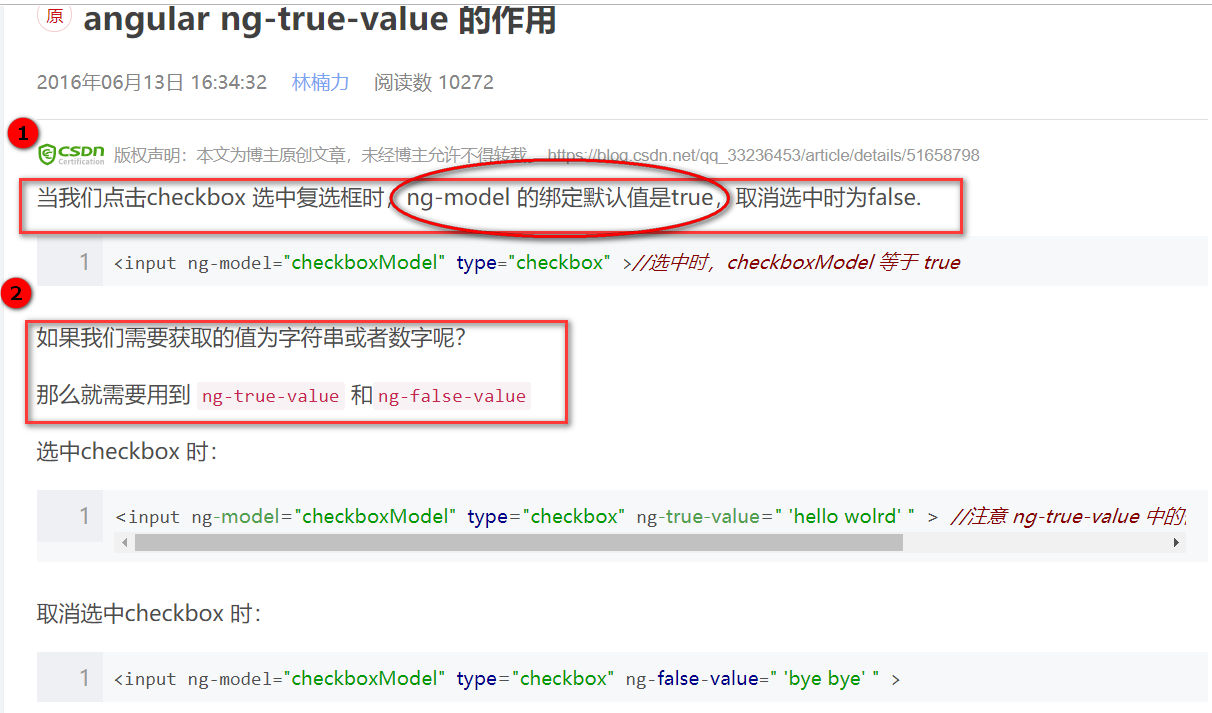 原 angular ng-true-value 的作用
2016年06月13日 16:34:32 林楠力 阅读数 10272
1
CSDN Certification 版权声明：本文为博主原创文章，未经博主允许不得转载。 https://blog.csdn.net/qq_33236453/article/details/51658798
当我们点击checkbox 选中复选框时，ng-model 的绑定默认值是true，取消选中时为false.
1 <input ng-model="checkboxModel" type="checkbox" >//选中时，checkboxModel 等于 true
2
如果我们需要获取的值为字符串或者数字呢？
那么就需要用到 ng-true-value 和 ng-false-value
选中checkbox 时：
1 <input ng-model="checkboxModel" type="checkbox" ng-true-value=" 'hello wolrd' " > //注意 ng-true-value 中的
取消选中checkbox 时：
1 <input ng-model="checkboxModel" type="checkbox" ng-false-value=" 'bye bye' " >